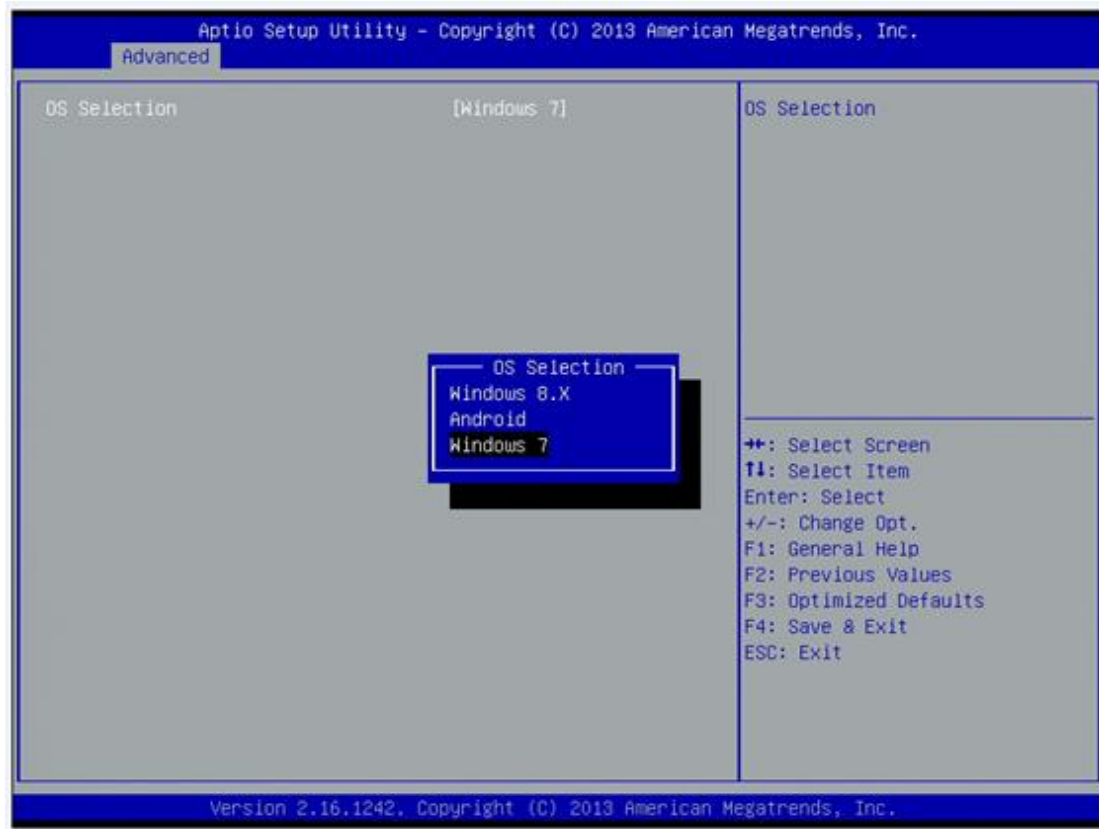 Aptio Setup Utility – Copyright (C) 2013 American Megatrends, Inc.
Advanced
OS Selection [Windows 7]
OS Selection
OS Selection
Windows 8.X
Android
Windows 7
→←: Select Screen
↑↓: Select Item
Enter: Select
+/-: Change Opt.
F1: General Help
F2: Previous Values
F3: Optimized Defaults
F4: Save & Exit
ESC: Exit
Version 2.16.1242. Copyright (C) 2013 American Megatrends, Inc.